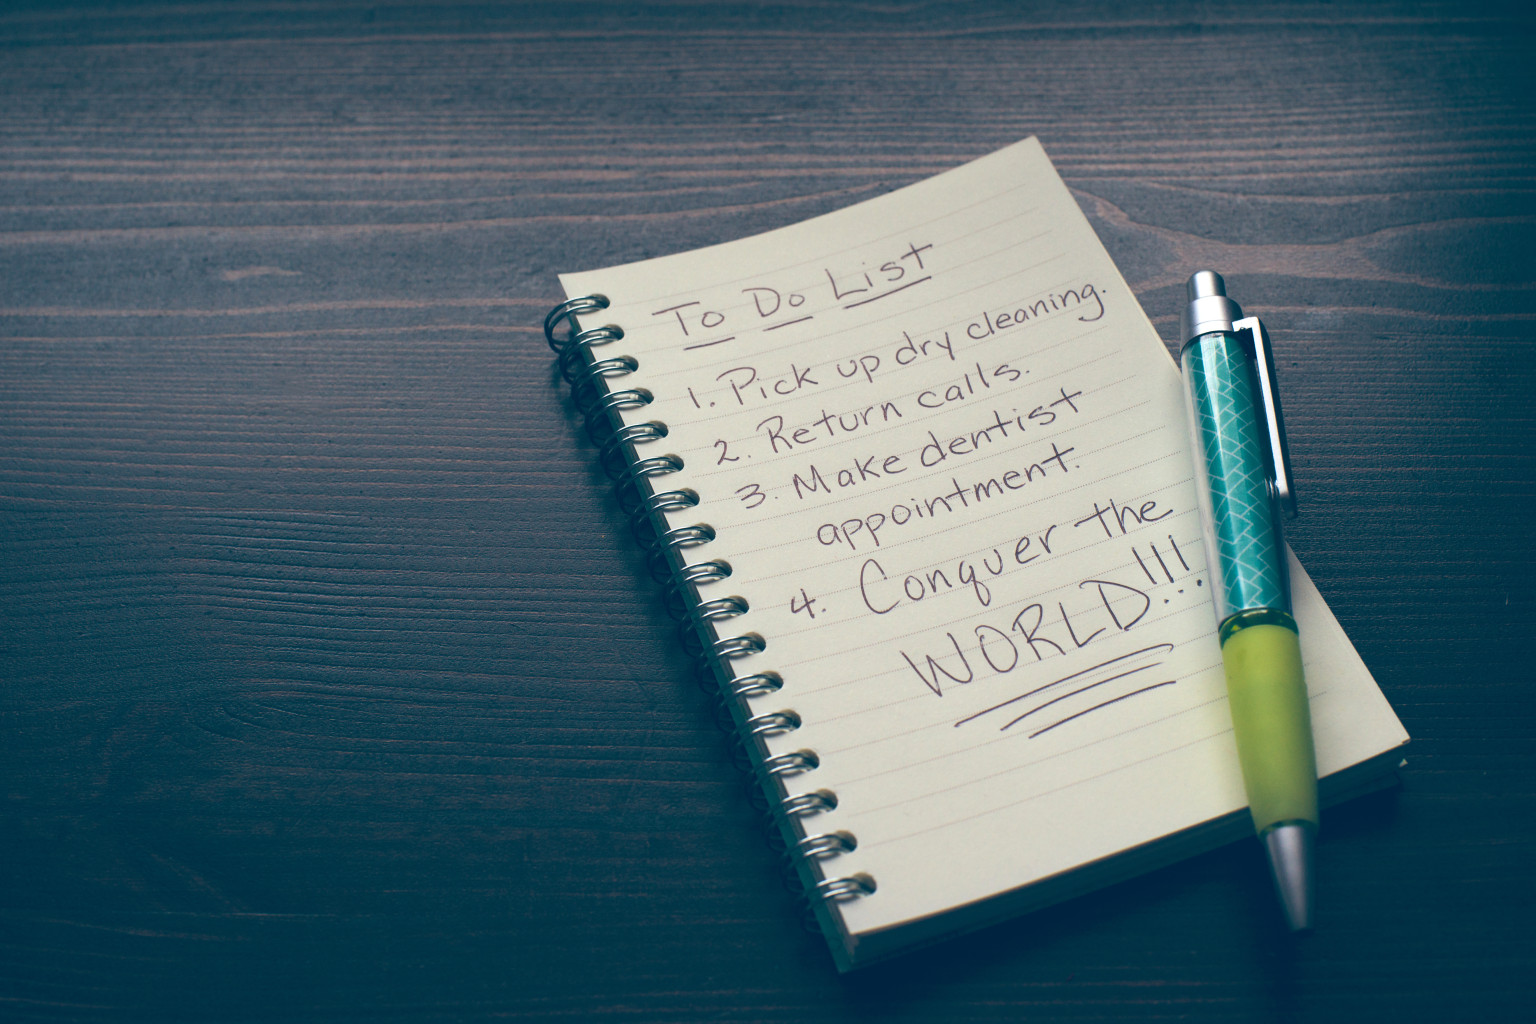 To Do List
1. Pick up dry cleaning.
2. Return calls.
3. Make dentist
appointment.
4. Conquer the
WORLD!!!